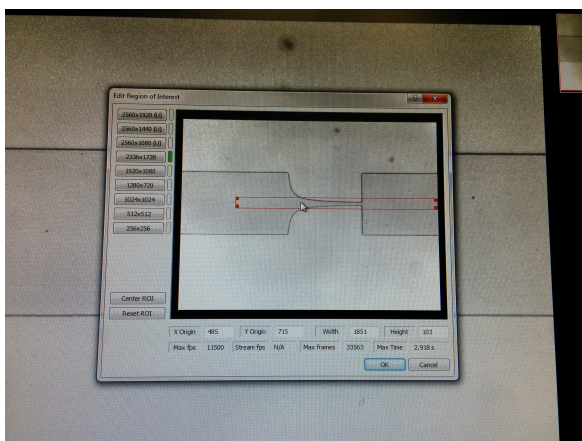 Edit Region of Interest
2560x1920 (U)
2560x1440 (U)
2560x1080 (U)
2336x1728
1920x1080
1280x720
1024x1024
512x512
256x256
Center ROI
Reset ROI
X Origin 485 Y Origin 715 Width 1851 Height 103
Max fps 11500 Stream fps N/A Max frames 33563 Max Time 2.918 s
OK Cancel